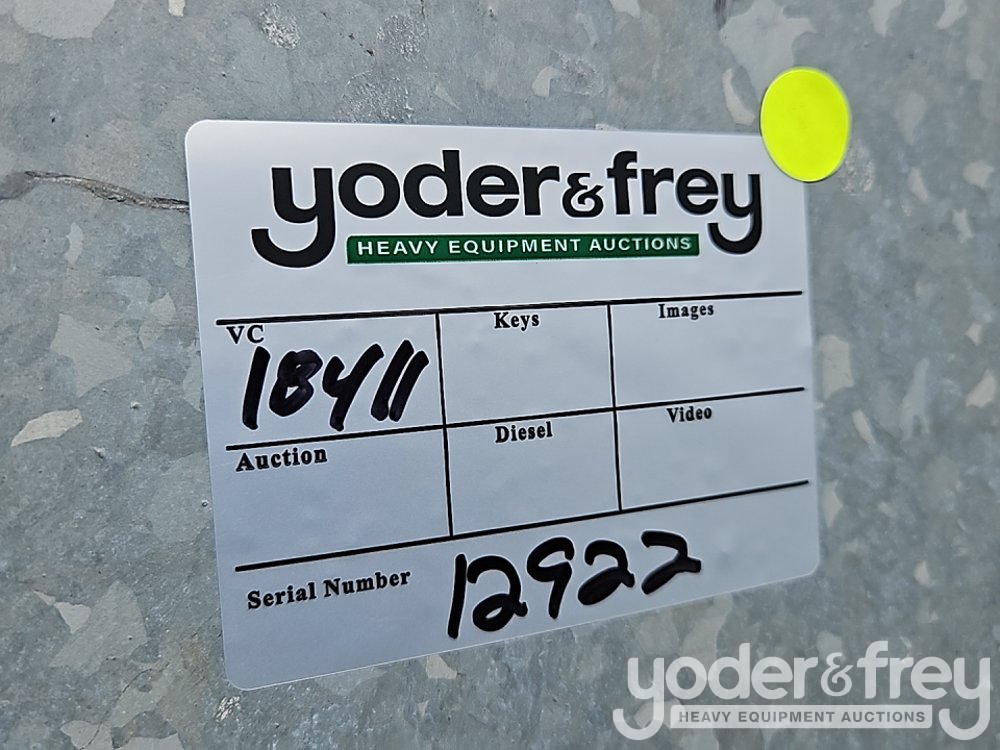 yoder&frey
HEAVY EQUIPMENT AUCTIONS
VC Keys Images
18411
Auction Diesel Video
Serial Number 12922
yoder&frey
HEAVY EQUIPMENT AUCTIONS